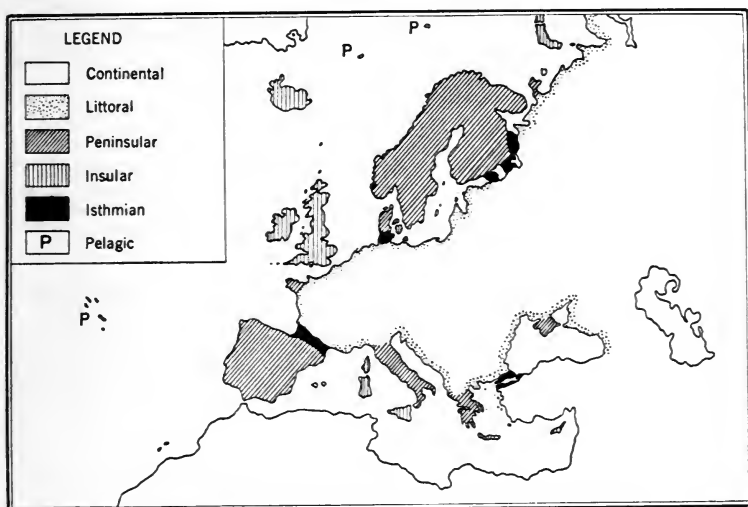 LEGEND
Continental
Littoral
Peninsular
Insular
Isthmian
P Pelagic
P
P
P